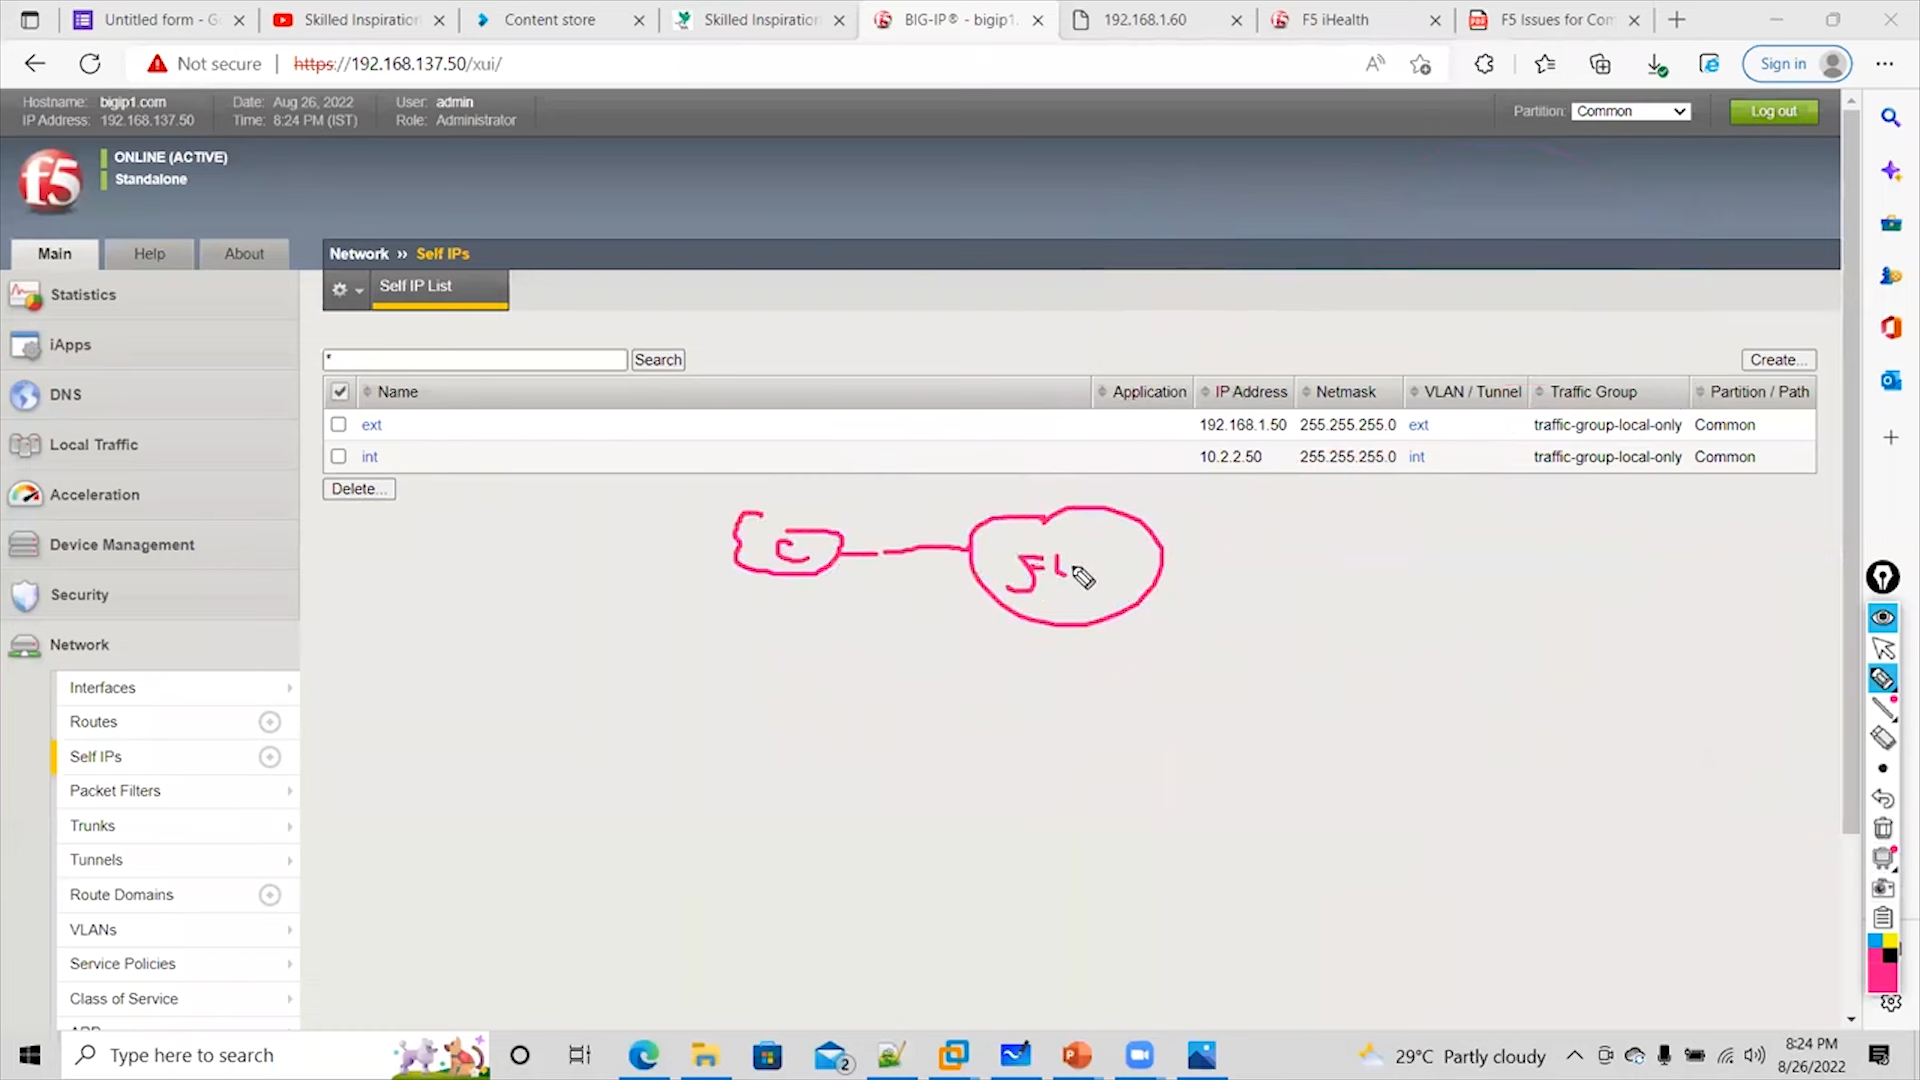 Untitled form - Go
Skilled Inspiration
Content store
Skilled Inspiration
BIG-IP® - bigip1.
192.168.1.60
F5 iHealth
F5 Issues for Com
Not secure
https://192.168.137.50/xui/
Sign in
Hostname: bigip1.com
Date: Aug 26, 2022
User: admin
IP Address: 192.168.137.50
Time: 8:24 PM (IST)
Role: Administrator
Partition: Common
Log out
f5
ONLINE (ACTIVE)
Standalone
Main
Help
About
Network ›› Self IPs
Self IP List
Statistics
iApps
DNS
Local Traffic
Acceleration
Device Management
Security
Network
Interfaces
Routes
Self IPs
Packet Filters
Trunks
Tunnels
Route Domains
VLANs
Service Policies
Class of Service
*
Search
Create...
Name Application IP Address Netmask VLAN / Tunnel Traffic Group Partition / Path
ext 192.168.1.50 255.255.255.0 ext traffic-group-local-only Common
int 10.2.2.50 255.255.255.0 int traffic-group-local-only Common
Delete...
C
Type here to search
2
29°C Partly cloudy
8:24 PM
8/26/2022